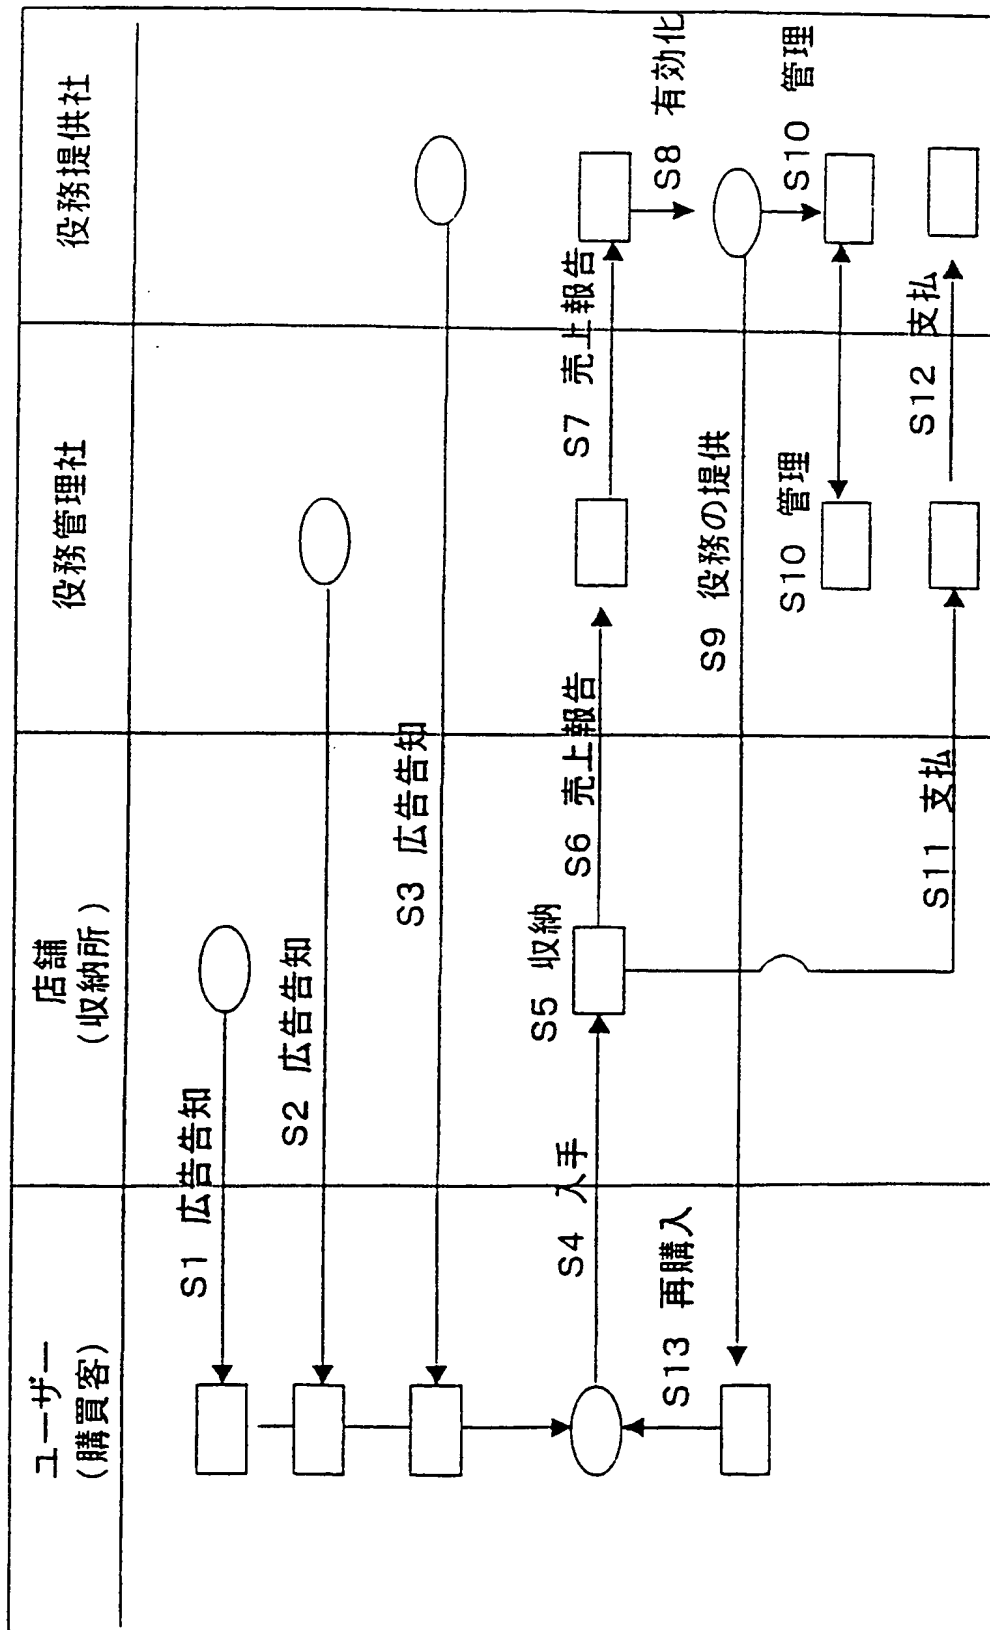 ユーザー
(購買客)
店舗
(収納所)
役務管理社
役務提供社
S1 広告告知
S2 広告告知
S3 広告告知
S4 入手
S5 収納
S6 売上報告
S7 売上報告
S8 有効化
S13 再購入
S9 役務の提供
S10 管理
S10 管理
S11 支払
S12 支払